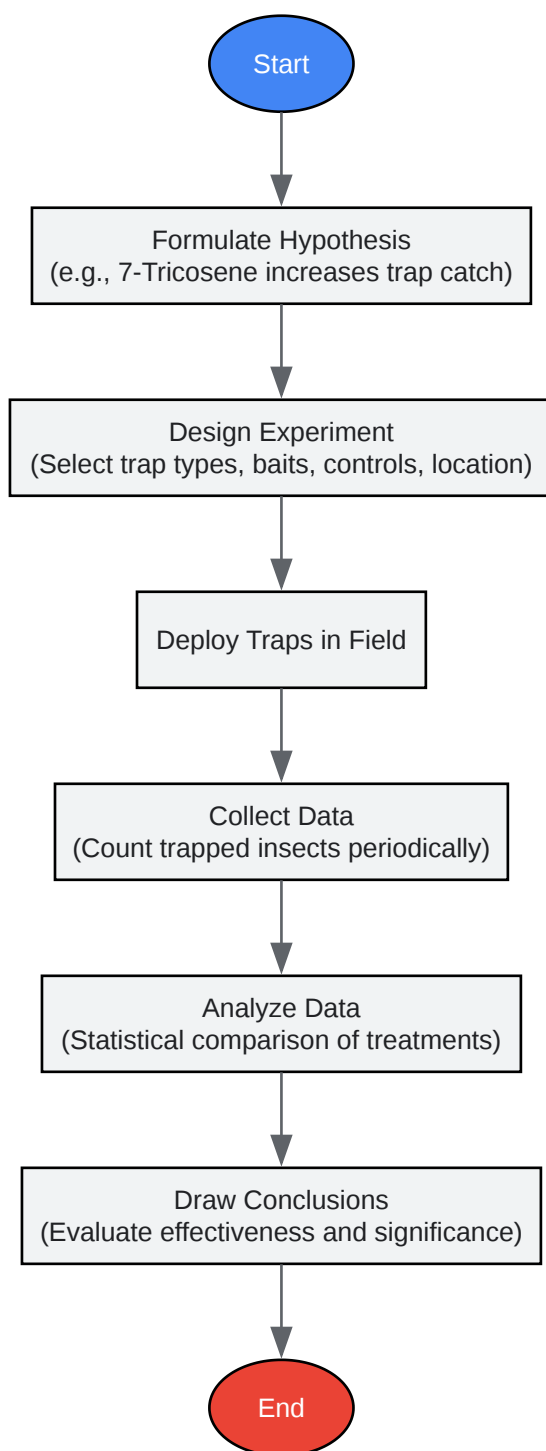 Start
Formulate Hypothesis
(e.g., 7-Tricosene increases trap catch)
Design Experiment
(Select trap types, baits, controls, location)
Deploy Traps in Field
Collect Data
(Count trapped insects periodically)
Analyze Data
(Statistical comparison of treatments)
Draw Conclusions
(Evaluate effectiveness and significance)
End